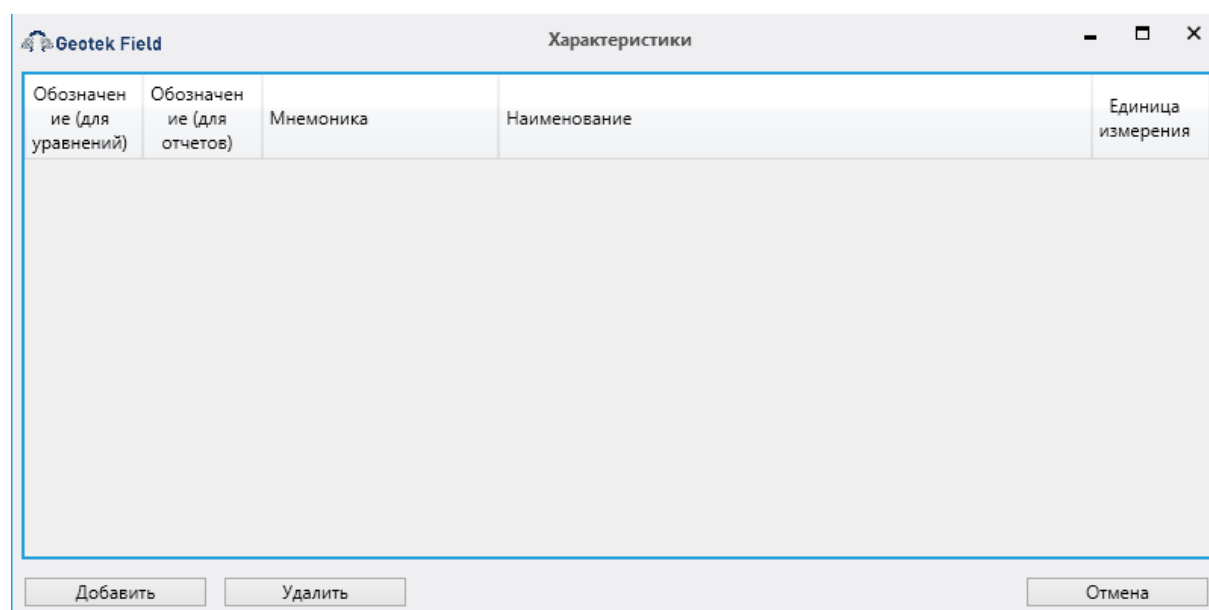 Geotek Field
Характеристики
Обозначен
ие (для
уравнений)
Обозначен
ие (для
отчетов)
Мнемоника
Наименование
Единица
измерения
Добавить
Удалить
Отмена